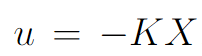 u = −KX